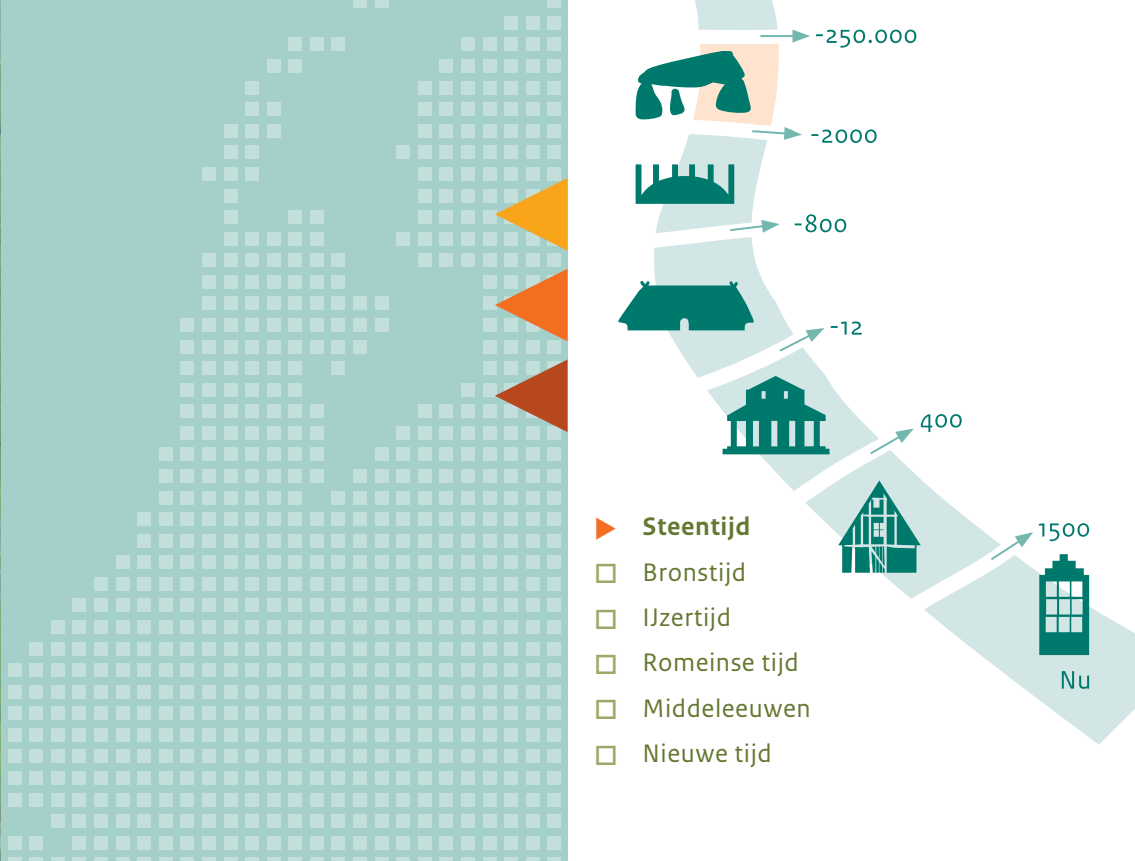 -250.000
-2000
-800
-12
400
1500
Nu
Steentijd
Bronstijd
IJzertijd
Romeinse tijd
Middeleeuwen
Nieuwe tijd